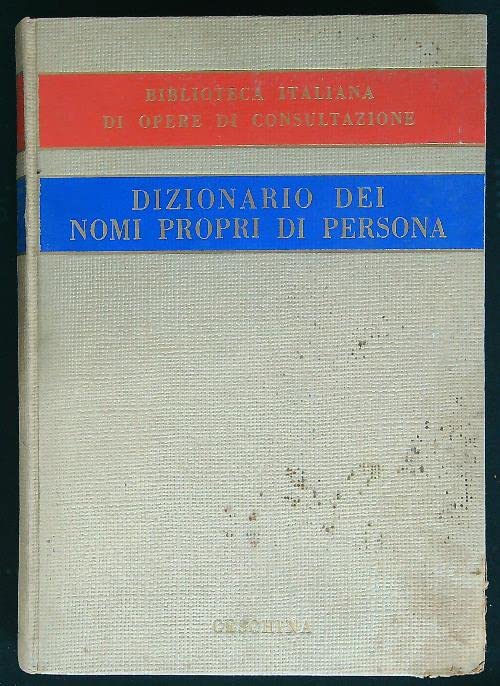 BIBLIOTECA ITALIANA
DI OPERE DI CONSULTAZIONE
DIZIONARIO DEI
NOMI PROPRI DI PERSONA
CESCHINA